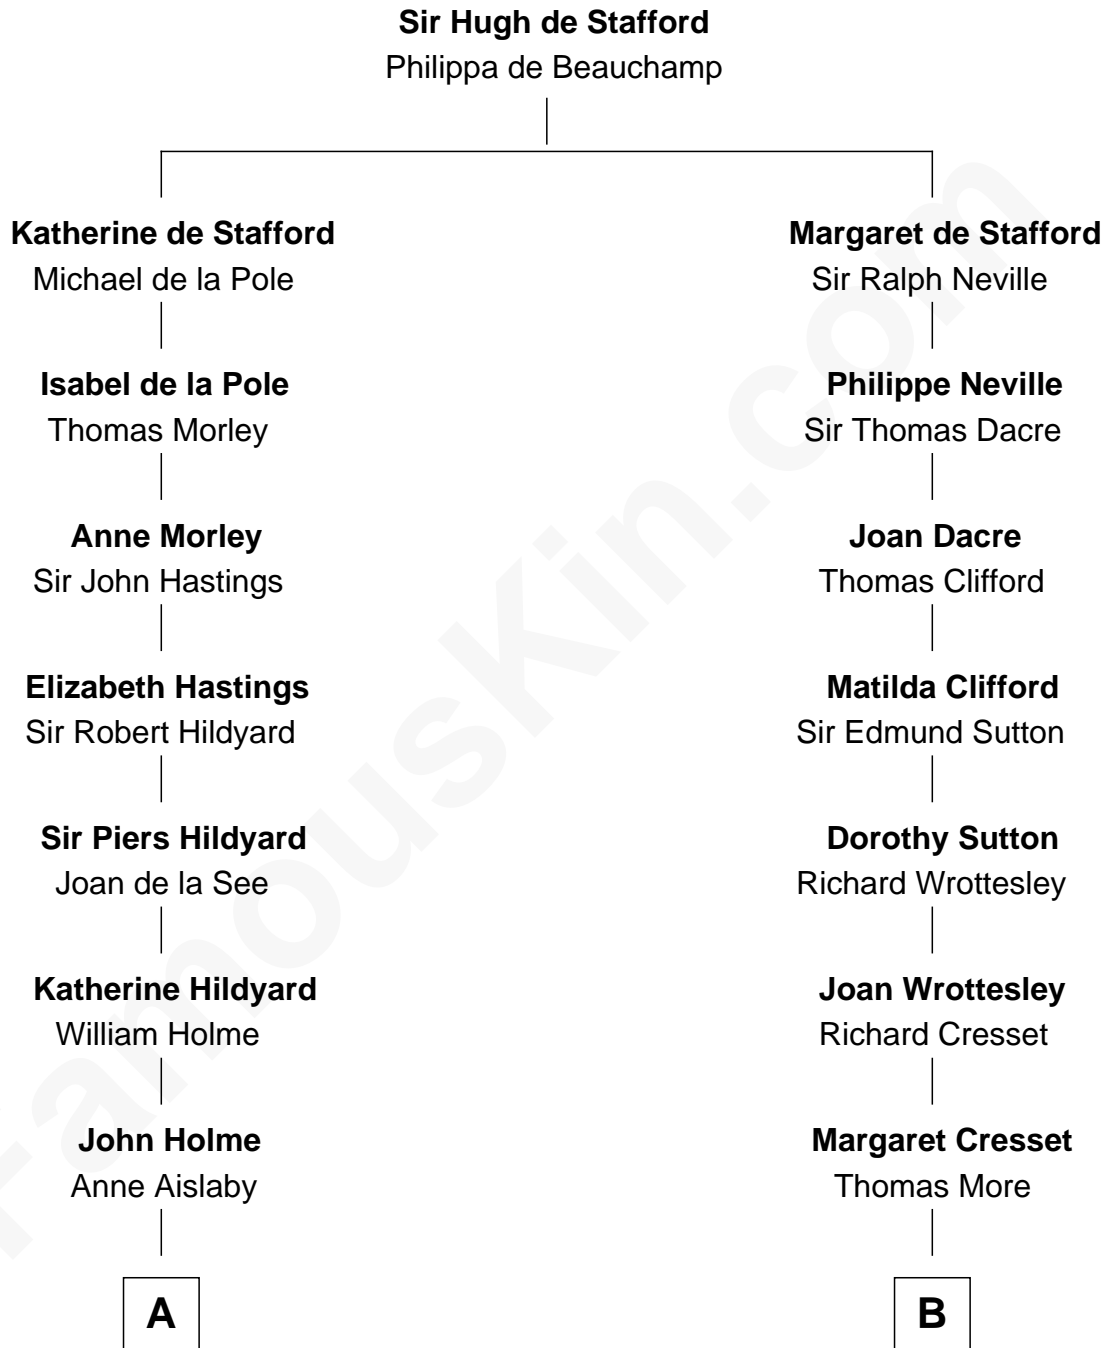 Sir Hugh de Stafford
Philippa de Beauchamp
Katherine de Stafford
Michael de la Pole
Margaret de Stafford
Sir Ralph Neville
Isabel de la Pole
Thomas Morley
Philippe Neville
Sir Thomas Dacre
Anne Morley
Sir John Hastings
Joan Dacre
Thomas Clifford
Elizabeth Hastings
Sir Robert Hildyard
Matilda Clifford
Sir Edmund Sutton
Sir Piers Hildyard
Joan de la See
Dorothy Sutton
Richard Wrottesley
Katherine Hildyard
William Holme
Joan Wrottesley
Richard Cresset
John Holme
Anne Aislaby
Margaret Cresset
Thomas More
A
B
FamousKin.com